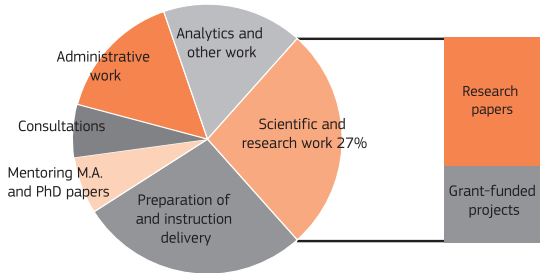 Analytics and
other work
Administrative
work
Consultations
Mentoring M.A.
and PhD papers
Preparation of
and instruction
delivery
Scientific and
research work 27%
Research
papers
Grant-funded
projects